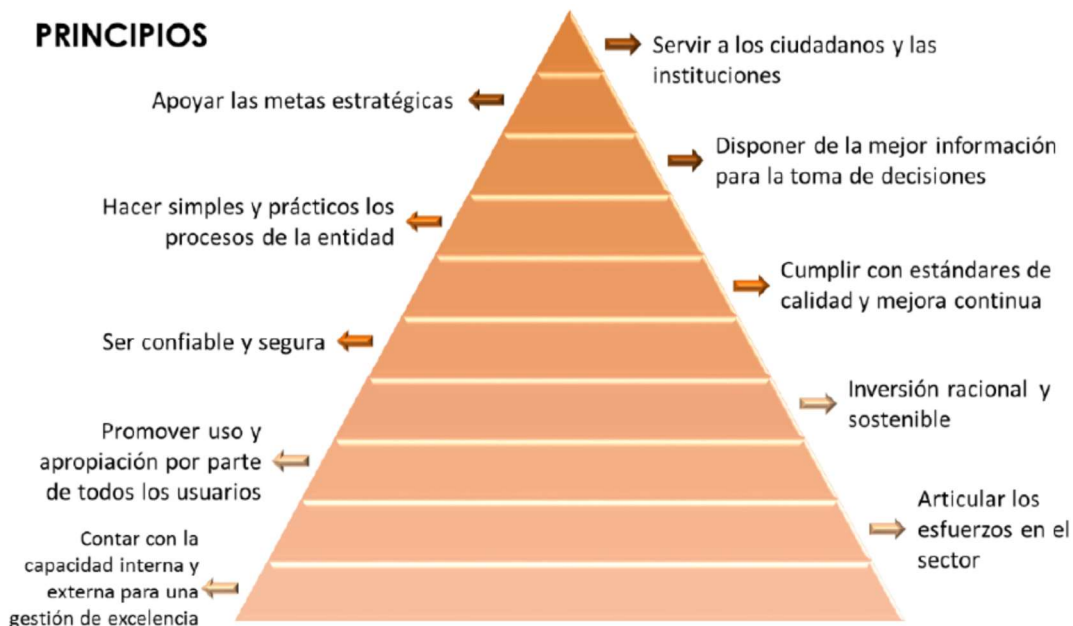 PRINCIPIOS
Servir a los ciudadanos y las
instituciones
Apoyar las metas estratégicas
Disponer de la mejor información
para la toma de decisiones
Hacer simples y prácticos los
procesos de la entidad
Cumplir con estándares de
calidad y mejora continua
Ser confiable y segura
Inversión racional y
sostenible
Promover uso y
apropiación por parte
de todos los usuarios
Articular los
esfuerzos en el
sector
Contar con la
capacidad interna y
externa para una
gestión de excelencia